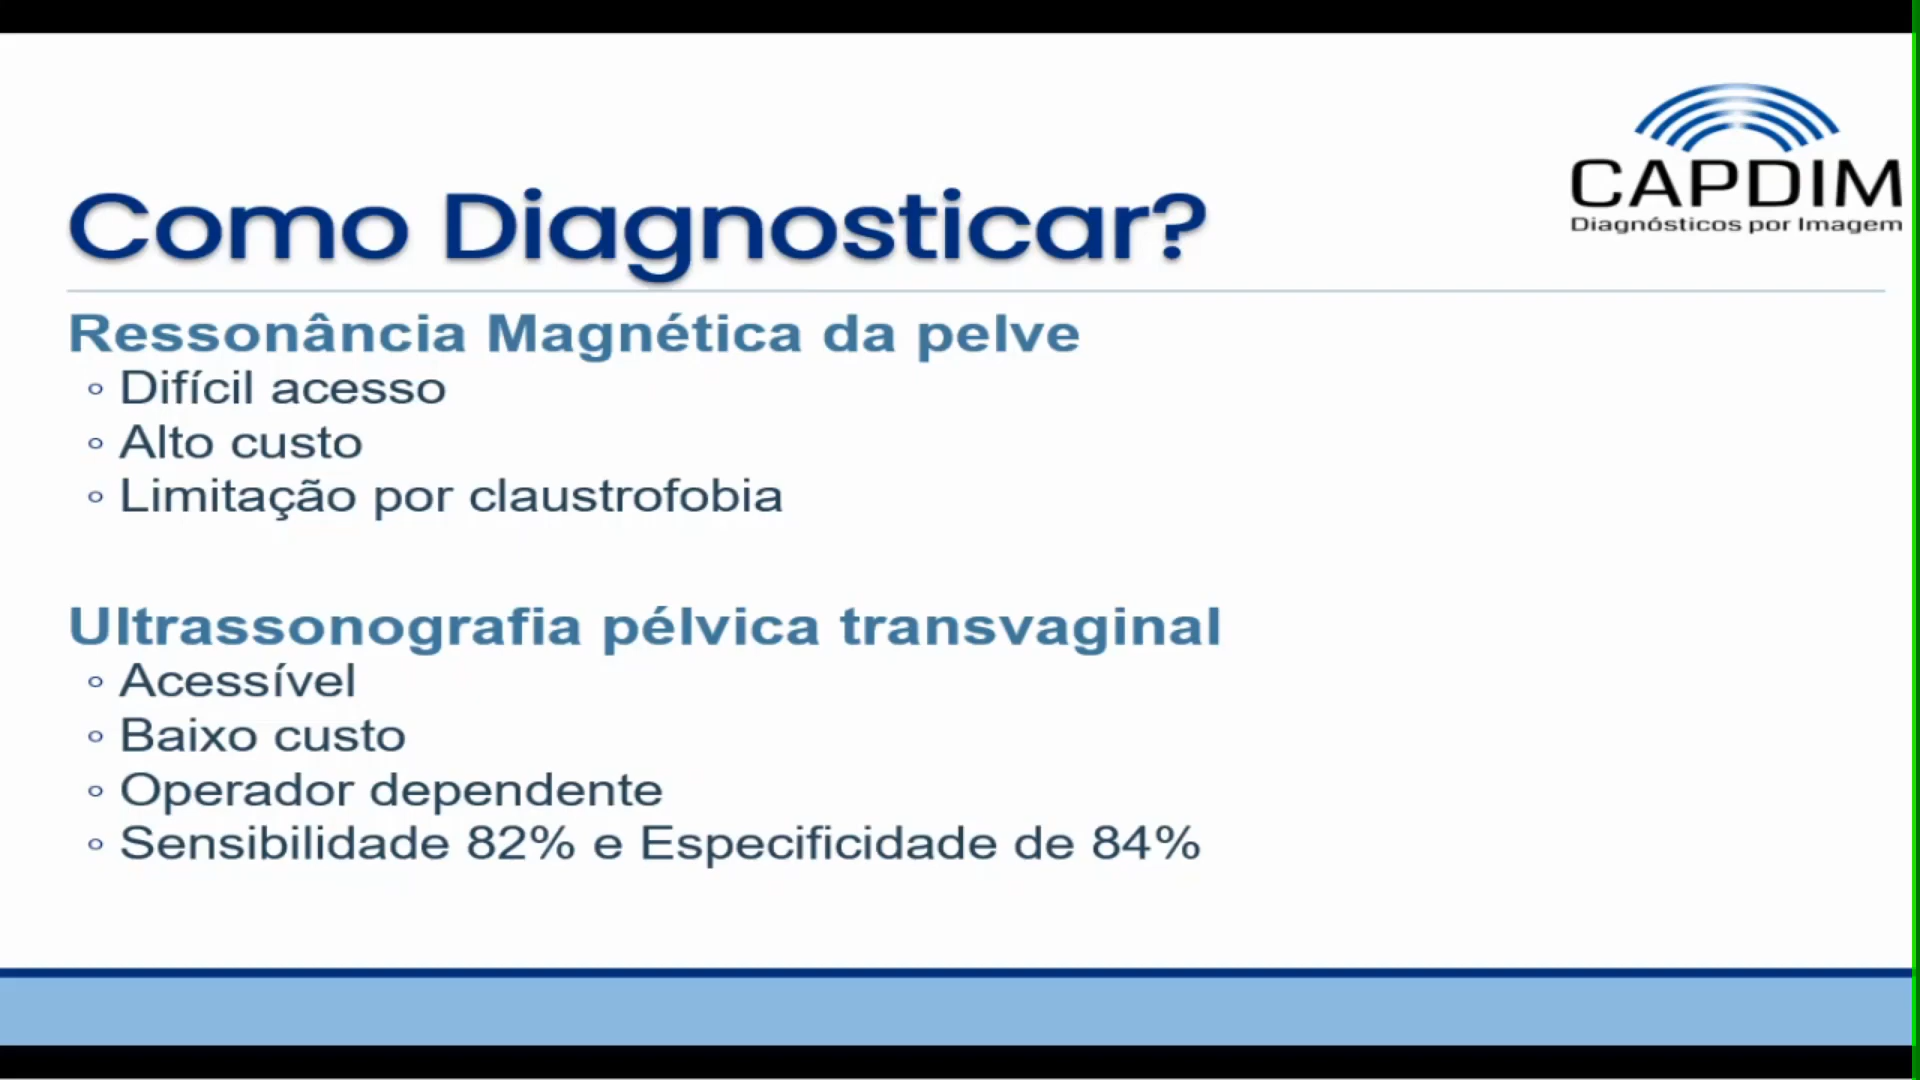 CAPDIM
Diagnósticos por Imagem
Como Diagnosticar?
Ressonância Magnética da pelve
◦ Difícil acesso
◦ Alto custo
◦ Limitação por claustrofobia
Ultrassonografia pélvica transvaginal
◦ Acessível
◦ Baixo custo
◦ Operador dependente
◦ Sensibilidade 82% e Especificidade de 84%